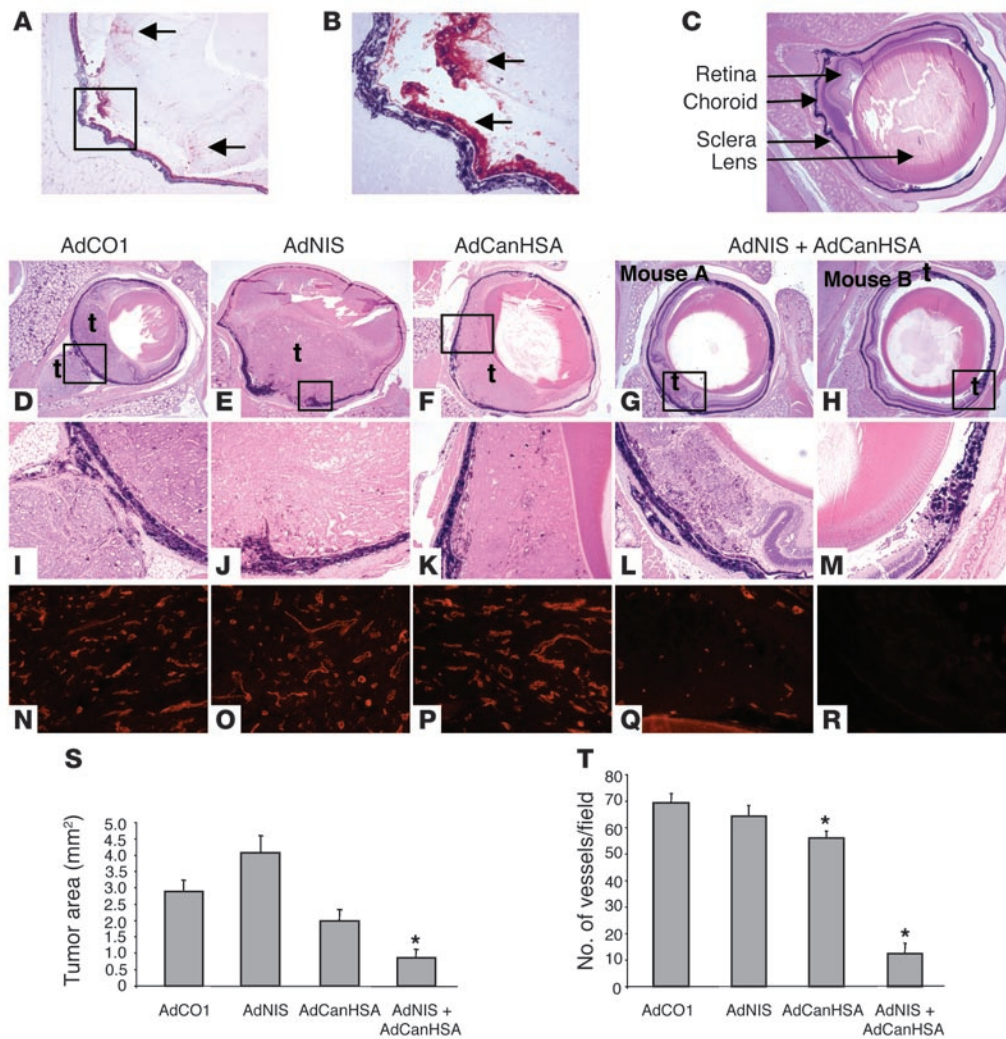 A
B
C
Retina
Choroid
Sclera
Lens
AdCO1
AdNIS
AdCanHSA
AdNIS + AdCanHSA
t
t
D
t
E
t
F
Mouse A
t
G
t
Mouse B
t
H
I
J
K
L
M
N
O
P
Q
R
S
Tumor area (mm²)
5.0
4.5
4.0
3.5
3.0
2.5
2.0
1.5
1.0
0.5
0
*
AdCO1
AdNIS
AdCanHSA
AdNIS +
AdCanHSA
T
No. of vessels/field
80
70
60
50
40
30
20
10
0
*
*
AdCO1
AdNIS
AdCanHSA
AdNIS +
AdCanHSA